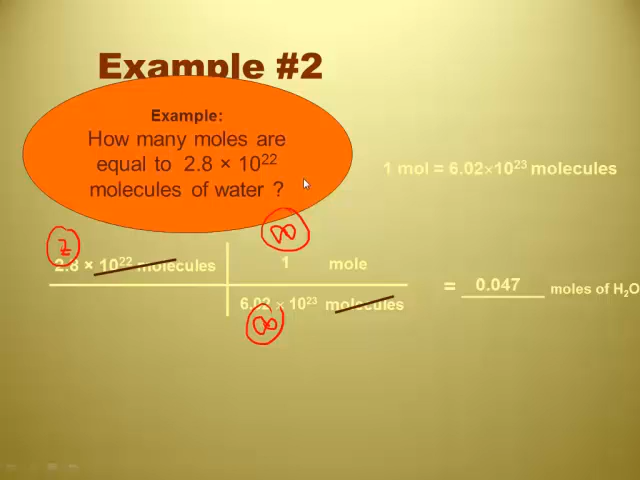 Example #2
Example:
How many moles are
equal to 2.8 × 10²²
molecules of water ?
1 mol = 6.02×10²³ molecules
2
∞
2.8 × 10²² molecules
1 mole
6.02 × 10²³ molecules
∞
= 0.047 moles of H₂O